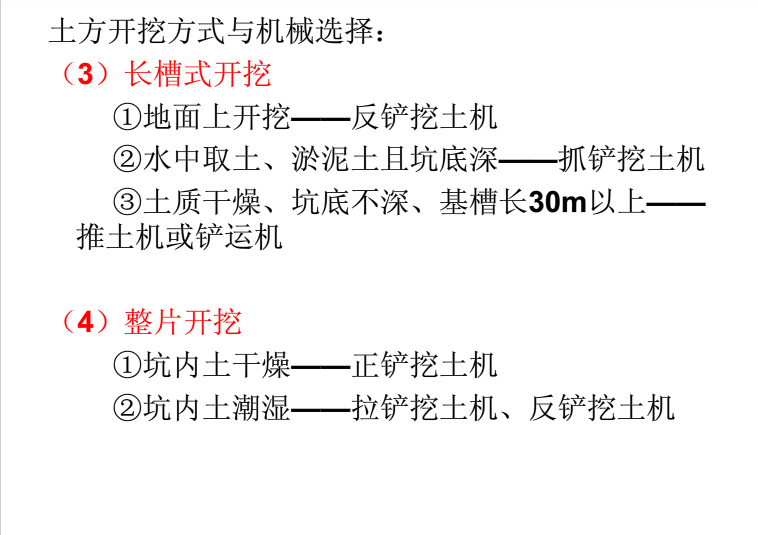 土方开挖方式与机械选择：
（3）长槽式开挖
①地面上开挖——反铲挖土机
②水中取土、淤泥土且坑底深——抓铲挖土机
③土质干燥、坑底不深、基槽长30m以上——
推土机或铲运机
（4）整片开挖
①坑内土干燥——正铲挖土机
②坑内土潮湿——拉铲挖土机、反铲挖土机